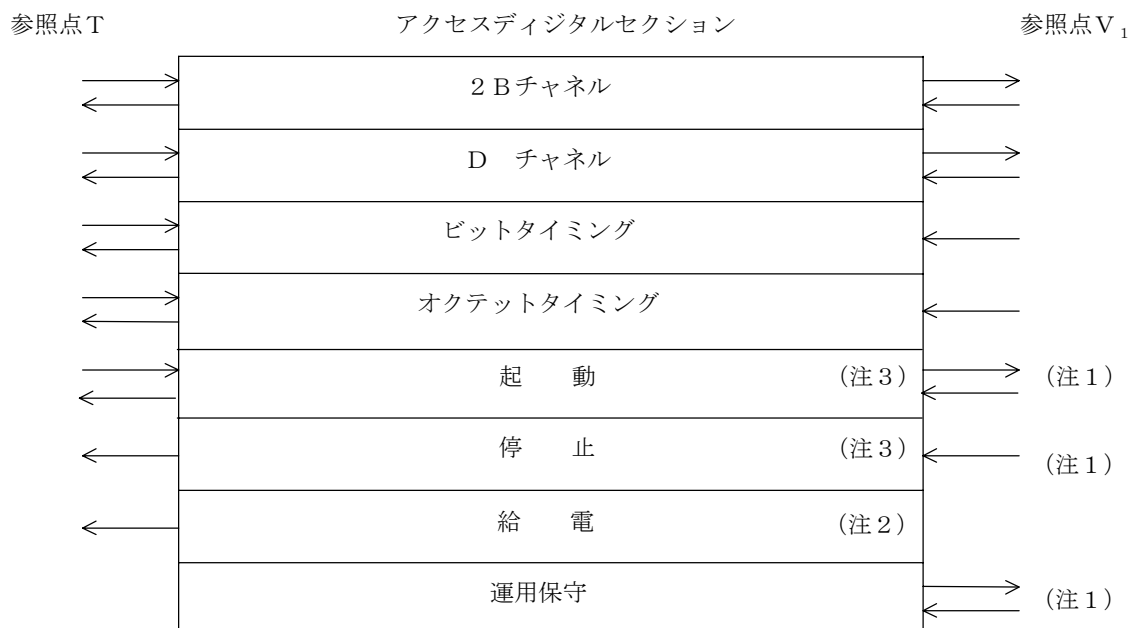 参照点T アクセスディジタルセクション 参照点V₁
2Bチャネル
D チャネル
ビットタイミング
オクテットタイミング
起 動 (注3) (注1)
停 止 (注3) (注1)
給 電 (注2)
運用保守 (注1)